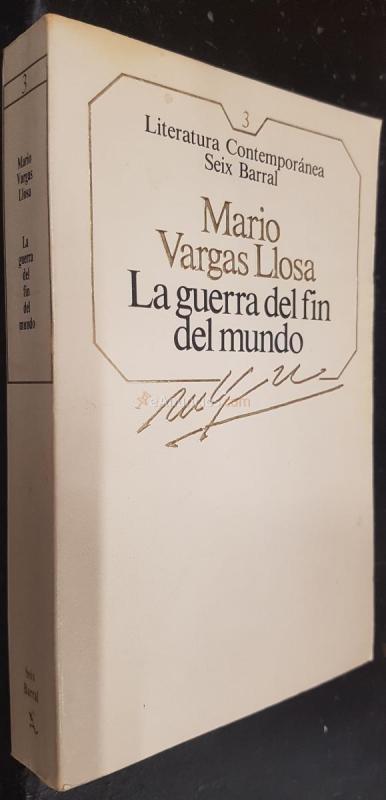 3
Literatura Contemporánea
Seix Barral
Mario
Vargas Llosa
La guerra del fin
del mundo
3
Mario
Vargas
Llosa
La
guerra
del
fin
del
mundo
Seix
Barral